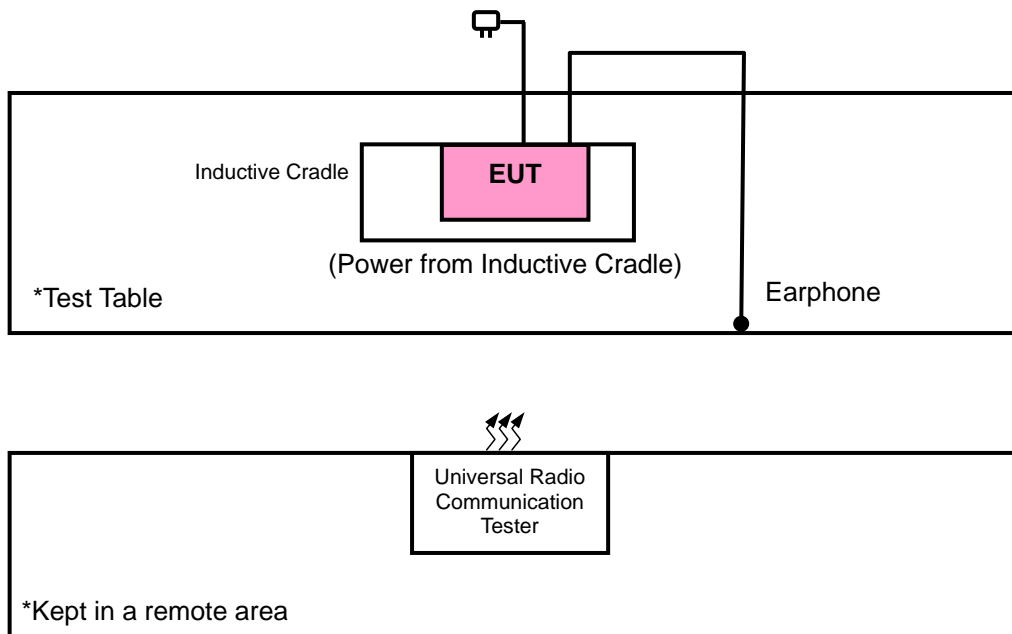 Inductive Cradle
EUT
(Power from Inductive Cradle)
*Test Table
Earphone
Universal Radio
Communication
Tester
*Kept in a remote area